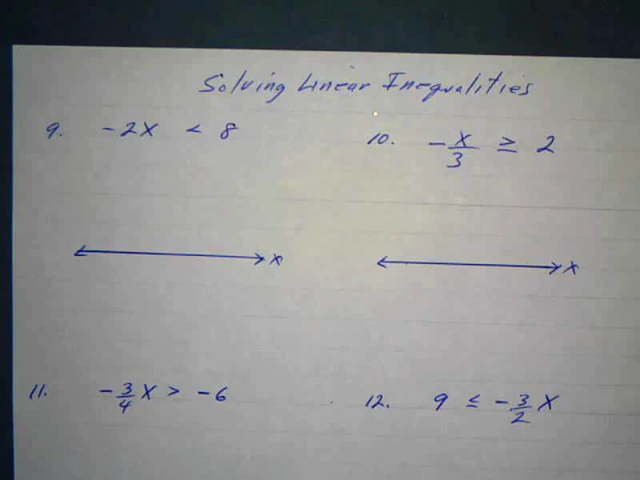 Solving Linear Inequalities
9. -2x < 8
10. -x/3 ≥ 2
x
x
11. -3/4 x > -6
12. 9 ≤ -3/2 x